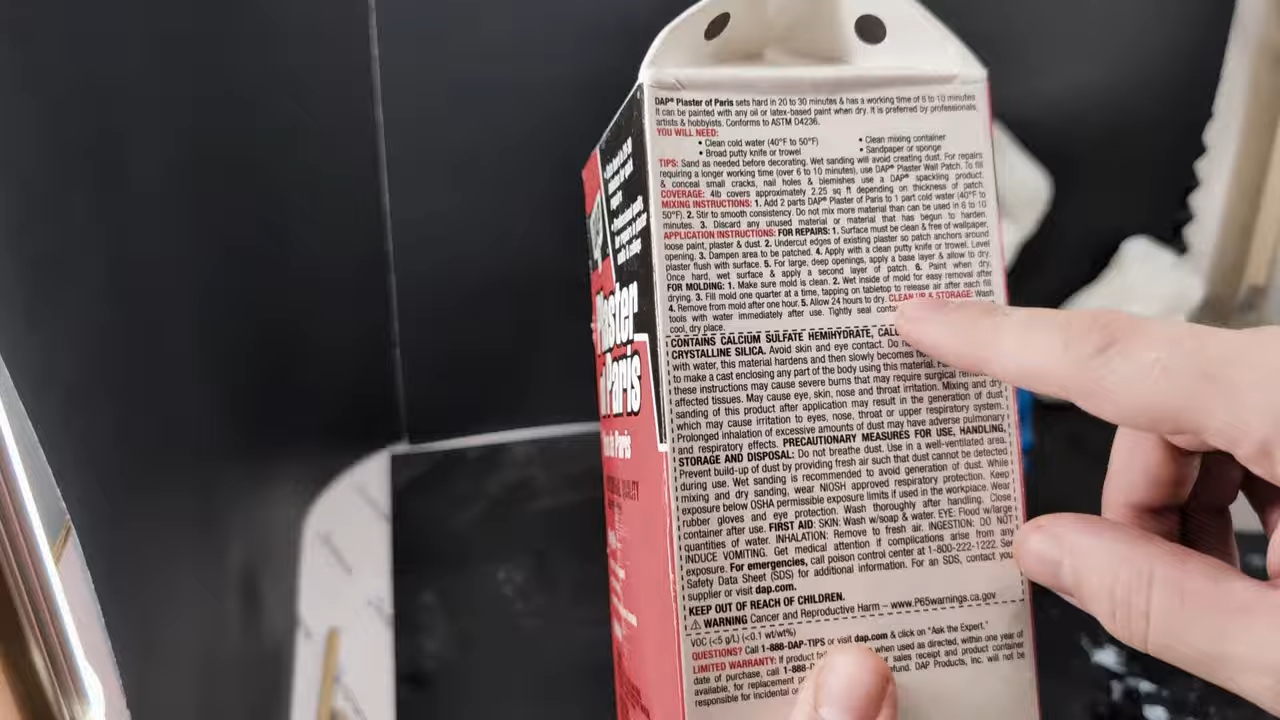 DAP® Plaster of Paris sets hard in 20 to 30 minutes & has a working time of 6 to 10 minutes.
It can be painted with any oil or latex-based paint when dry. It is preferred by professionals,
artists & hobbyists. Conforms to ASTM D4236.
YOU WILL NEED:
• Clean cold water (40°F to 50°F) • Clean mixing container
• Broad putty knife or trowel • Sandpaper or sponge
TIPS: Sand as needed before decorating. Wet sanding will avoid creating dust. For repairs
requiring a longer working time (over 6 to 10 minutes), use DAP® Plaster Wall Patch. To fill
& conceal small cracks, nail holes & blemishes use a DAP® spackling product.
COVERAGE: 4lb covers approximately 2.25 sq ft depending on thickness of patch.
MIXING INSTRUCTIONS: 1. Add 2 parts DAP® Plaster of Paris to 1 part cold water (40°F to
50°F). 2. Stir to smooth consistency. Do not mix more material than can be used in 6 to 10
minutes. 3. Discard any unused material or material that has begun to harden.
APPLICATION INSTRUCTIONS: FOR REPAIRS: 1. Surface must be clean & free of wallpaper,
loose paint, plaster & dust. 2. Undercut edges of existing plaster so patch anchors around
opening. 3. Dampen area to be patched. 4. Apply with a clean putty knife or trowel. Level
plaster flush with surface. 5. For large, deep openings, apply a base layer & allow to dry.
Once hard, wet surface & apply a second layer of patch. 6. Paint when dry.
FOR MOLDING: 1. Make sure mold is clean. 2. Wet inside of mold for easy removal after
drying. 3. Fill mold one quarter at a time, tapping on tabletop to release air after each fill
4. Remove from mold after one hour. 5. Allow 24 hours to dry. CLEAN UP & STORAGE: Wash
tools with water immediately after use. Tightly seal
cool, dry place.
CONTAINS CALCIUM SULFATE HEMIHYDRATE,
CRYSTALLINE SILICA. Avoid skin and eye contact. Do
with water, this material hardens and then slowly becomes
to make a cast enclosing any part of the body using this material.
these instructions may cause severe burns that may require surgical
affected tissues. May cause eye, skin, nose and throat irritation. Mixing and dry
sanding of this product after application may result in the generation of dust
which may cause irritation to eyes, nose, throat or upper respiratory system.
Prolonged inhalation of excessive amounts of dust may have adverse pulmonary
and respiratory effects. PRECAUTIONARY MEASURES FOR USE, HANDLING,
STORAGE AND DISPOSAL: Do not breathe dust. Use in a well-ventilated area.
Prevent build-up of dust by providing fresh air such that dust cannot be detected
during use. Wet sanding is recommended to avoid generation of dust. While
mixing and dry sanding, wear NIOSH approved respiratory protection. Keep
exposure below OSHA permissible exposure limits if used in the workplace. Wear
rubber gloves and eye protection. Wash thoroughly after handling. Close
container after use. FIRST AID: SKIN: Wash w/soap & water. EYE: Flood w/large
quantities of water. INHALATION: Remove to fresh air. INGESTION: DO NOT
INDUCE VOMITING. Get medical attention if complications arise from any
exposure. For emergencies, call poison control center at 1-800-222-1222. See
Safety Data Sheet (SDS) for additional information. For an SDS, contact you
supplier or visit dap.com.
KEEP OUT OF REACH OF CHILDREN.
⚠ WARNING Cancer and Reproductive Harm – www.P65warnings.ca.gov
VOC (<5 g/L) (<0.1 wt/wt%)
QUESTIONS? Call 1-888-DAP-TIPS or visit dap.com & click on "Ask the Expert."
LIMITED WARRANTY: If product when used as directed, within one year of
date of purchase, call 1-888- sales receipt and product container
available, for replacement DAP Products, Inc. will not be
responsible for incidental or
Plaster
Paris